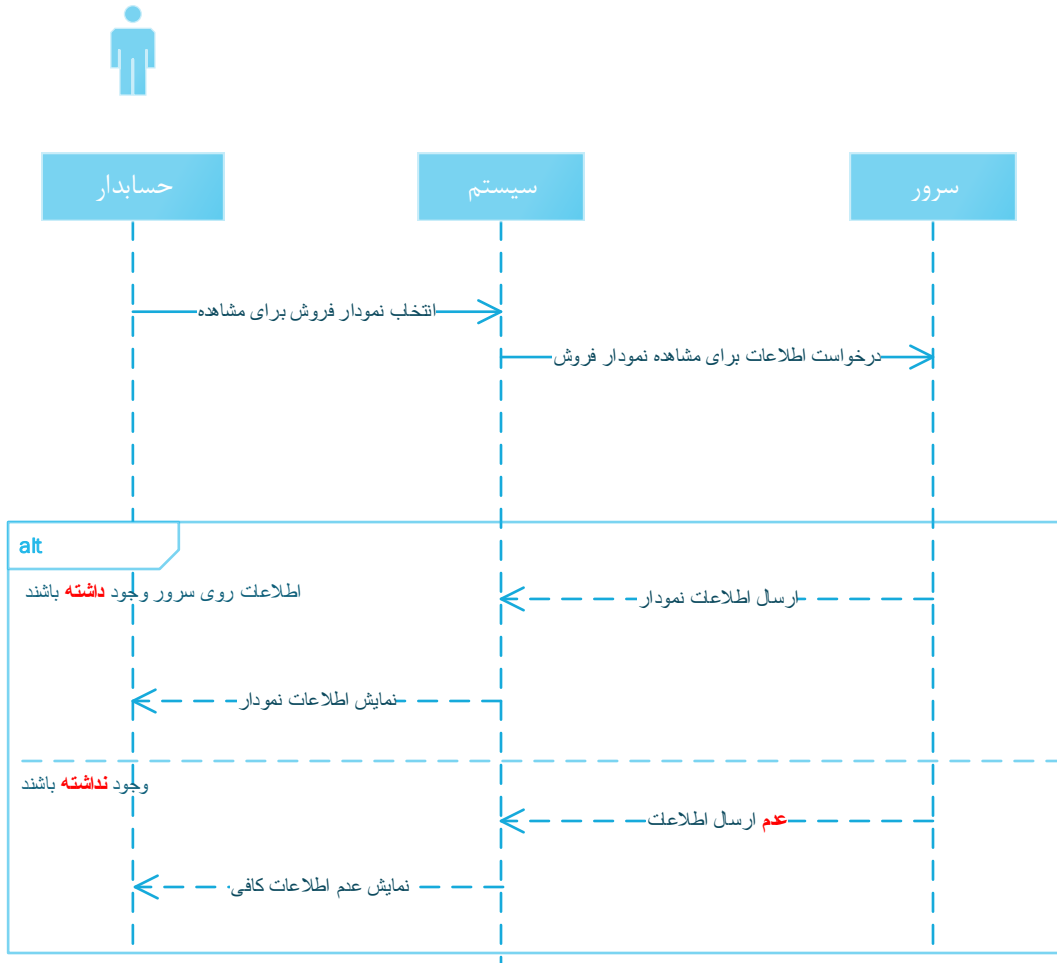 حسابدار
سیستم
سرور
انتخاب نمودار فروش برای مشاهده
درخواست اطلاعات برای مشاهده نمودار فروش
alt
اطلاعات روی سرور وجود داشته باشند
ارسال اطلاعات نمودار
نمایش اطلاعات نمودار
وجود نداشته باشند
عدم ارسال اطلاعات
نمایش عدم اطلاعات کافی